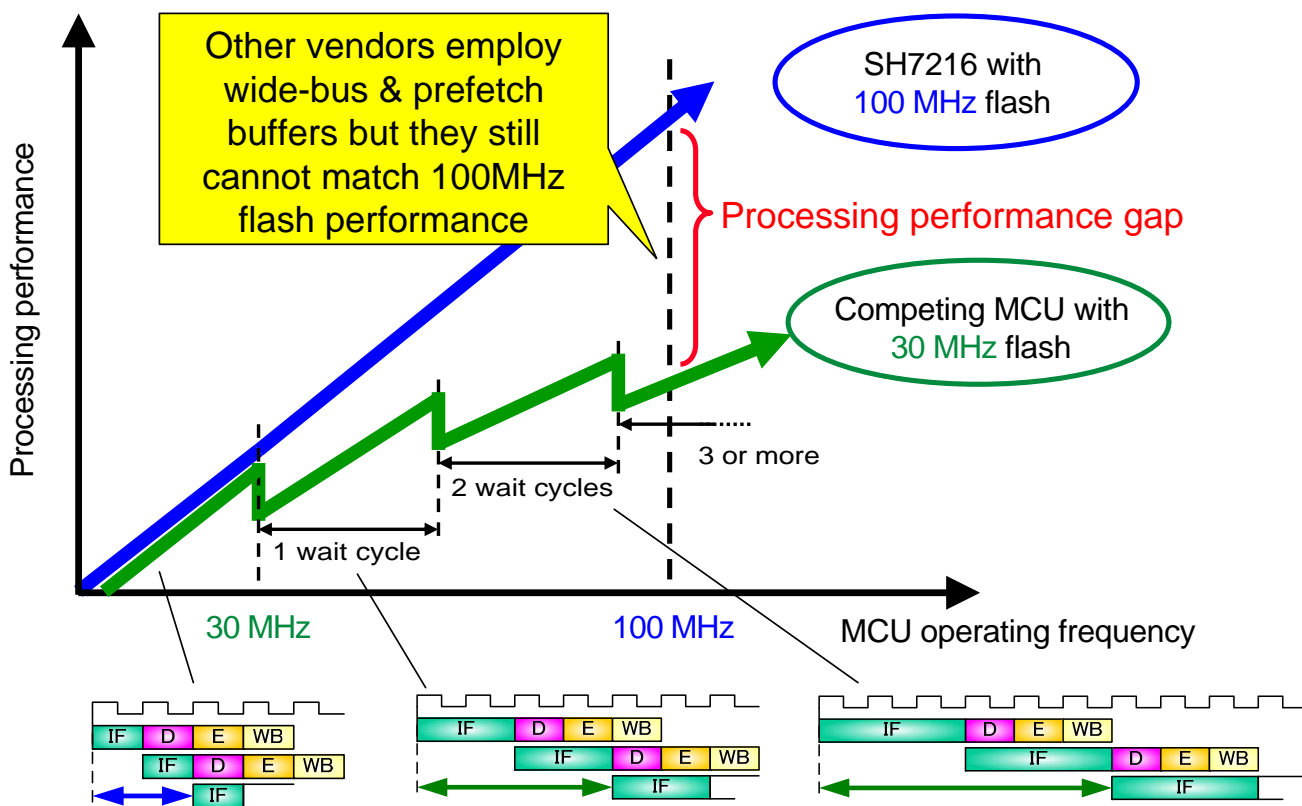 Other vendors employ
wide-bus & prefetch
buffers but they still
cannot match 100MHz
flash performance
SH7216 with
100 MHz flash
Processing performance gap
Competing MCU with
30 MHz flash
Processing performance
3 or more
2 wait cycles
1 wait cycle
30 MHz
100 MHz
MCU operating frequency
IF D E WB
IF D E WB
IF
IF D E WB
IF D E WB
IF
IF D E WB
IF D E WB
IF